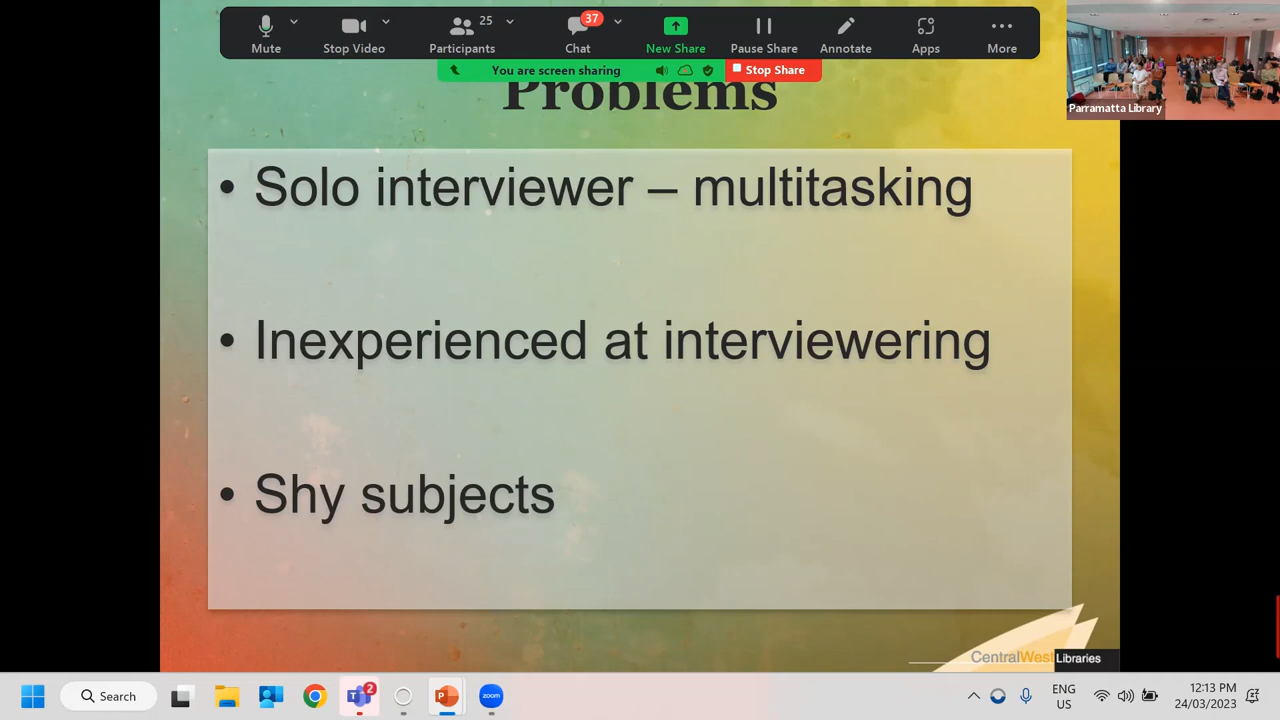 25
37
Mute
Stop Video
Participants
Chat
New Share
Pause Share
Annotate
Apps
More
You are screen sharing
Stop Share
Parramatta Library
Problems
• Solo interviewer – multitasking
• Inexperienced at interviewering
• Shy subjects
CentralWest Libraries
Search
2
zoom
ENG
US
12:13 PM
24/03/2023